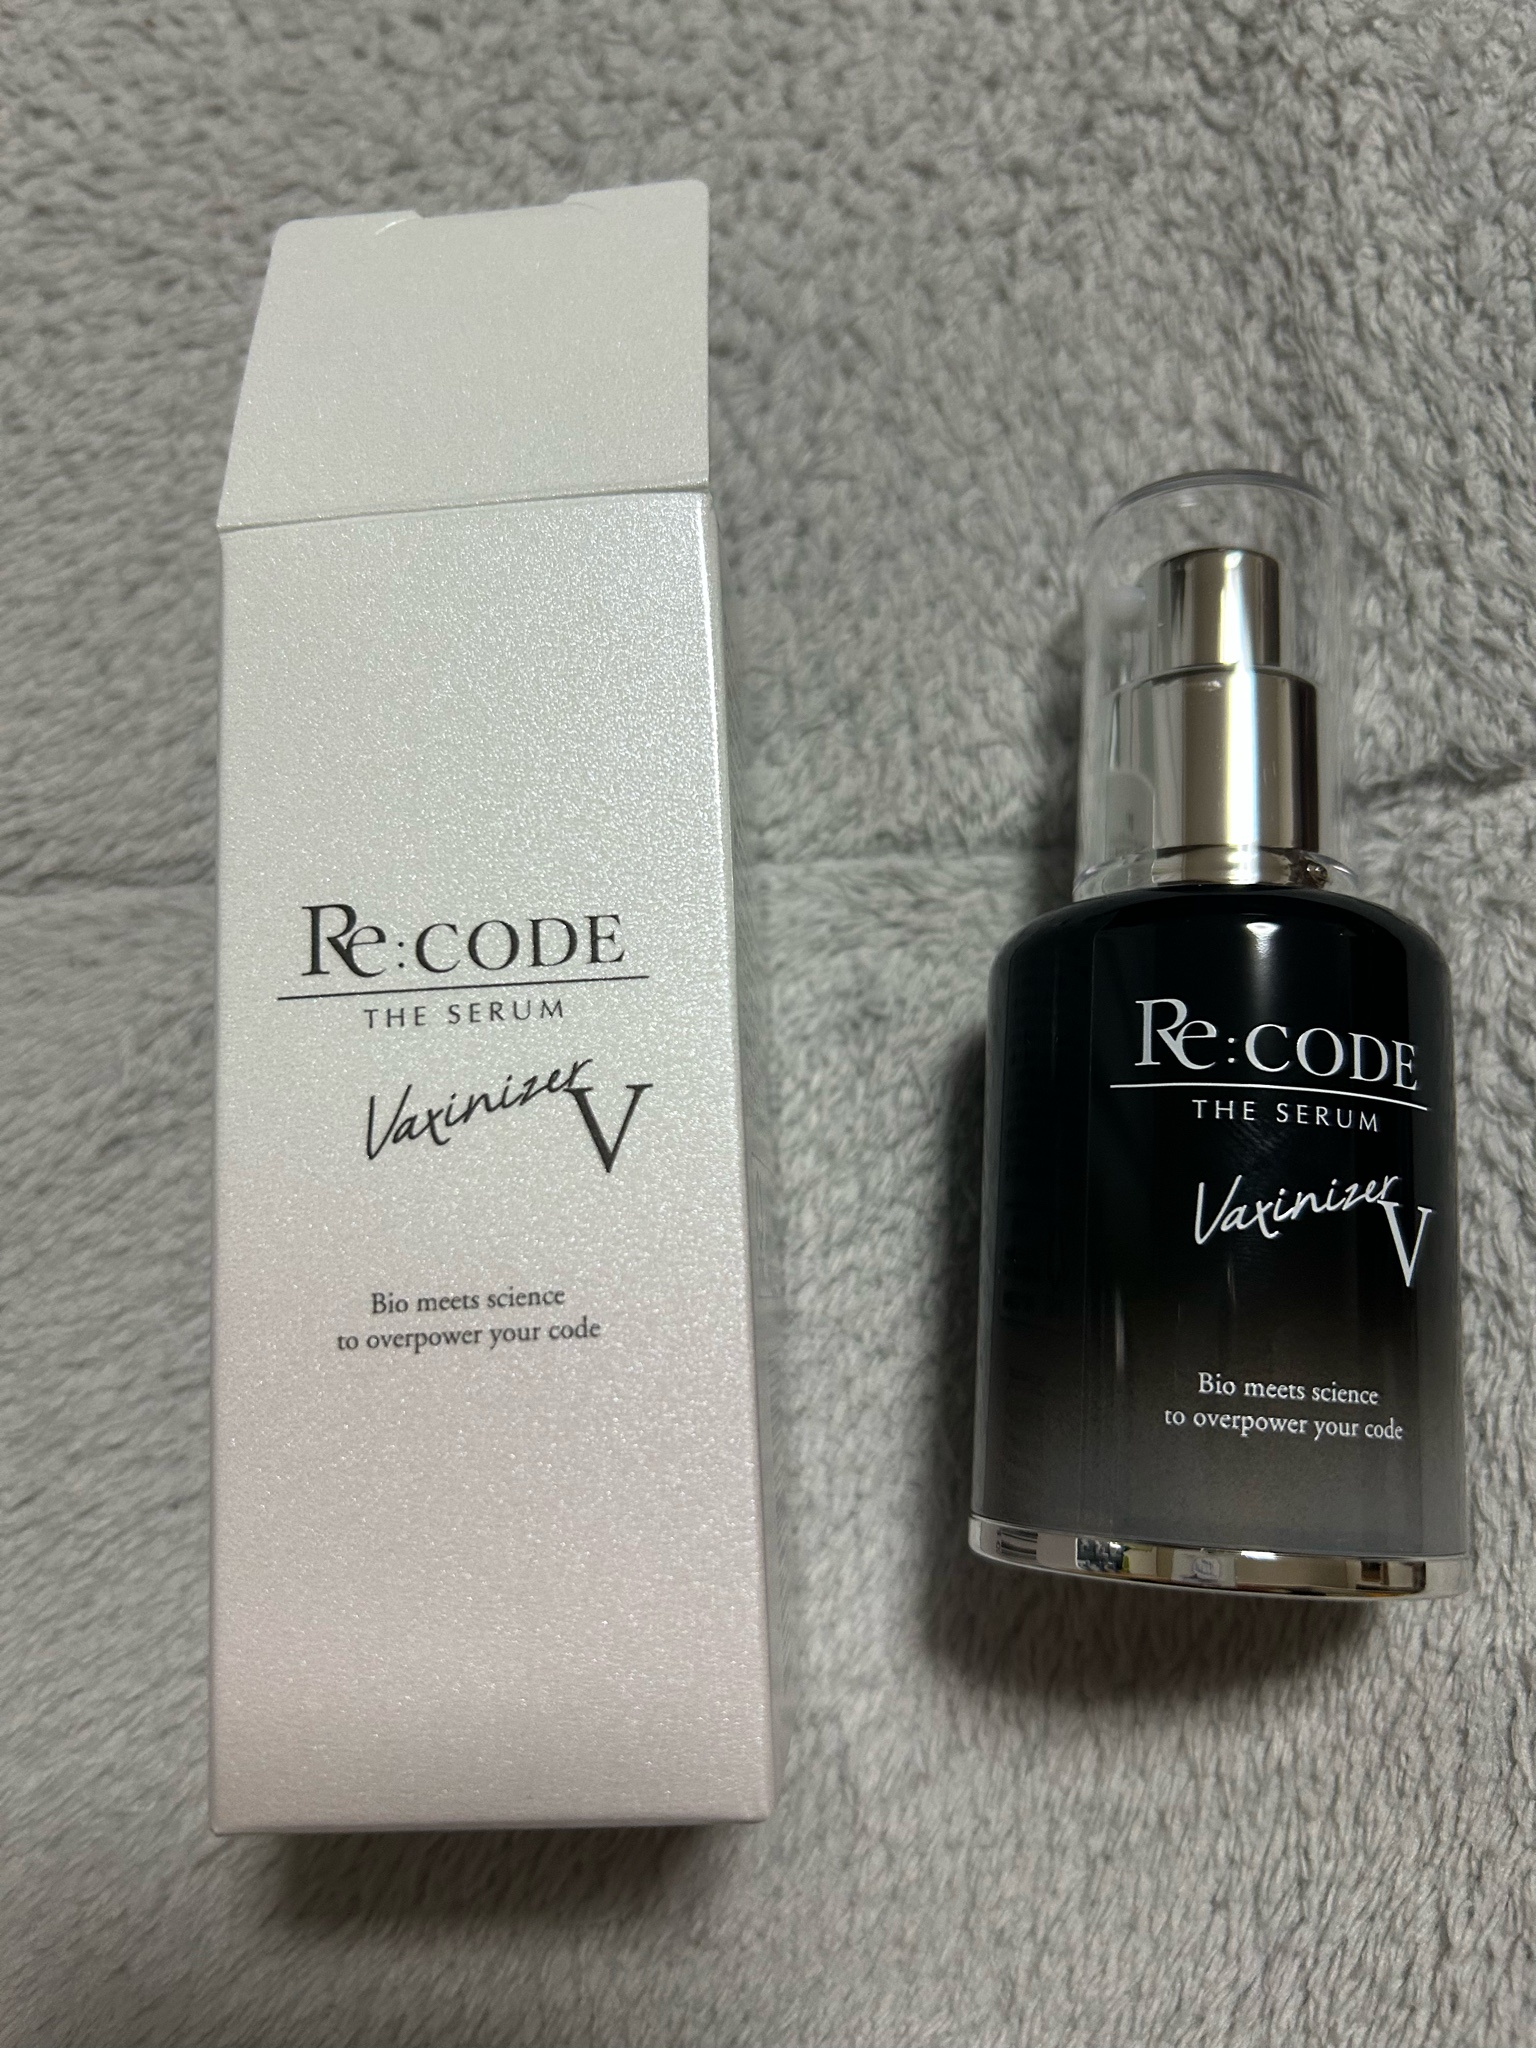 Re:CODE
THE SERUM
Vaxinizer
V
Bio meets science
to overpower your code
Re:CODE
THE SERUM
Vaxinizer
V
Bio meets science
to overpower your code